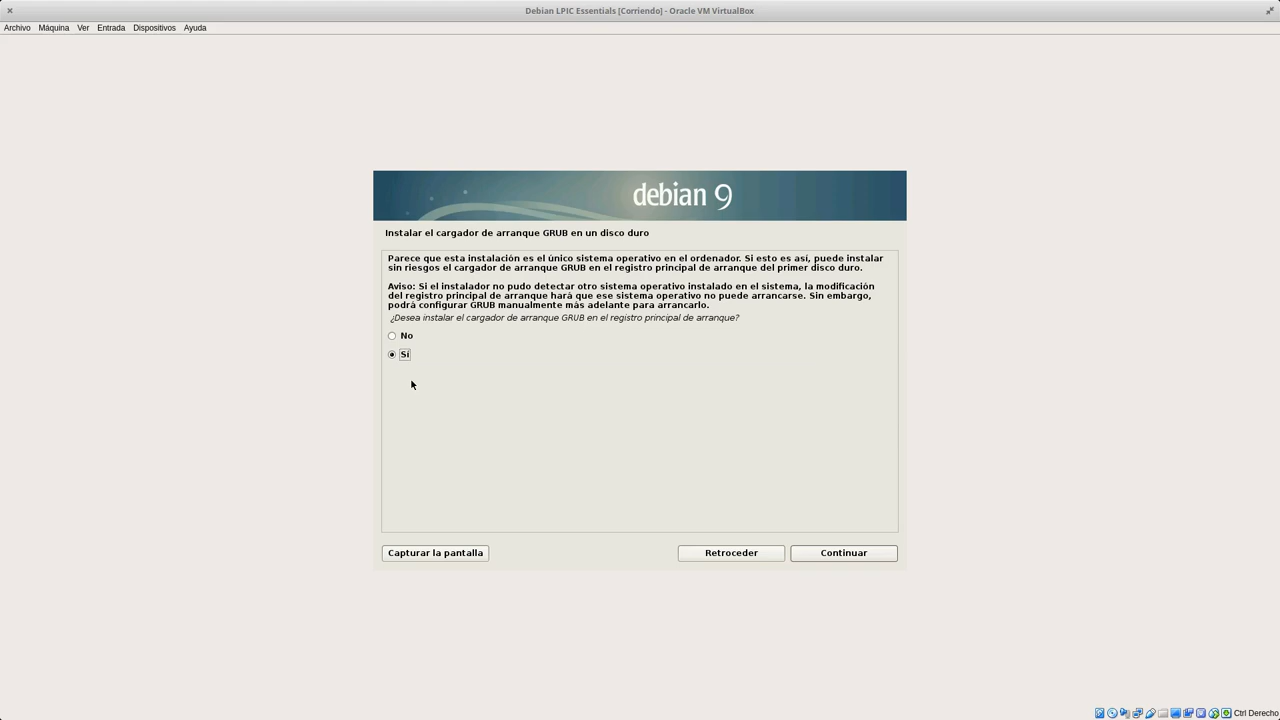 Debian LPIC Essentials [Corriendo] - Oracle VM VirtualBox
Archivo Máquina Ver Entrada Dispositivos Ayuda
debian 9
Instalar el cargador de arranque GRUB en un disco duro
Parece que esta instalación es el único sistema operativo en el ordenador. Si esto es así, puede instalar
sin riesgos el cargador de arranque GRUB en el registro principal de arranque del primer disco duro.
Aviso: Si el instalador no pudo detectar otro sistema operativo instalado en el sistema, la modificación
del registro principal de arranque hará que ese sistema operativo no puede arrancarse. Sin embargo,
podrá configurar GRUB manualmente más adelante para arrancarlo.
¿Desea instalar el cargador de arranque GRUB en el registro principal de arranque?
No
Sí
Capturar la pantalla
Retroceder
Continuar
Ctrl Derecho